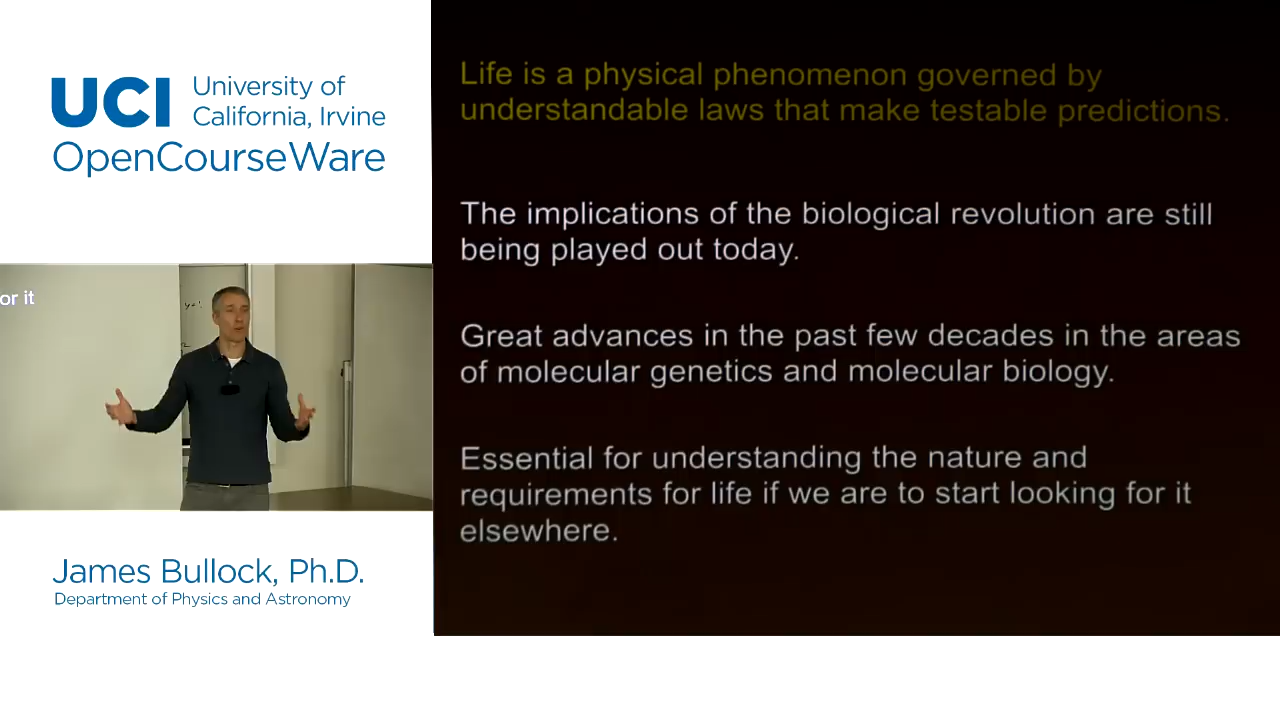 UCI University of
California, Irvine
OpenCourseWare
or it
James Bullock, Ph.D.
Department of Physics and Astronomy
Life is a physical phenomenon governed by
understandable laws that make testable predictions.
The implications of the biological revolution are still
being played out today.
Great advances in the past few decades in the areas
of molecular genetics and molecular biology.
Essential for understanding the nature and
requirements for life if we are to start looking for it
elsewhere.